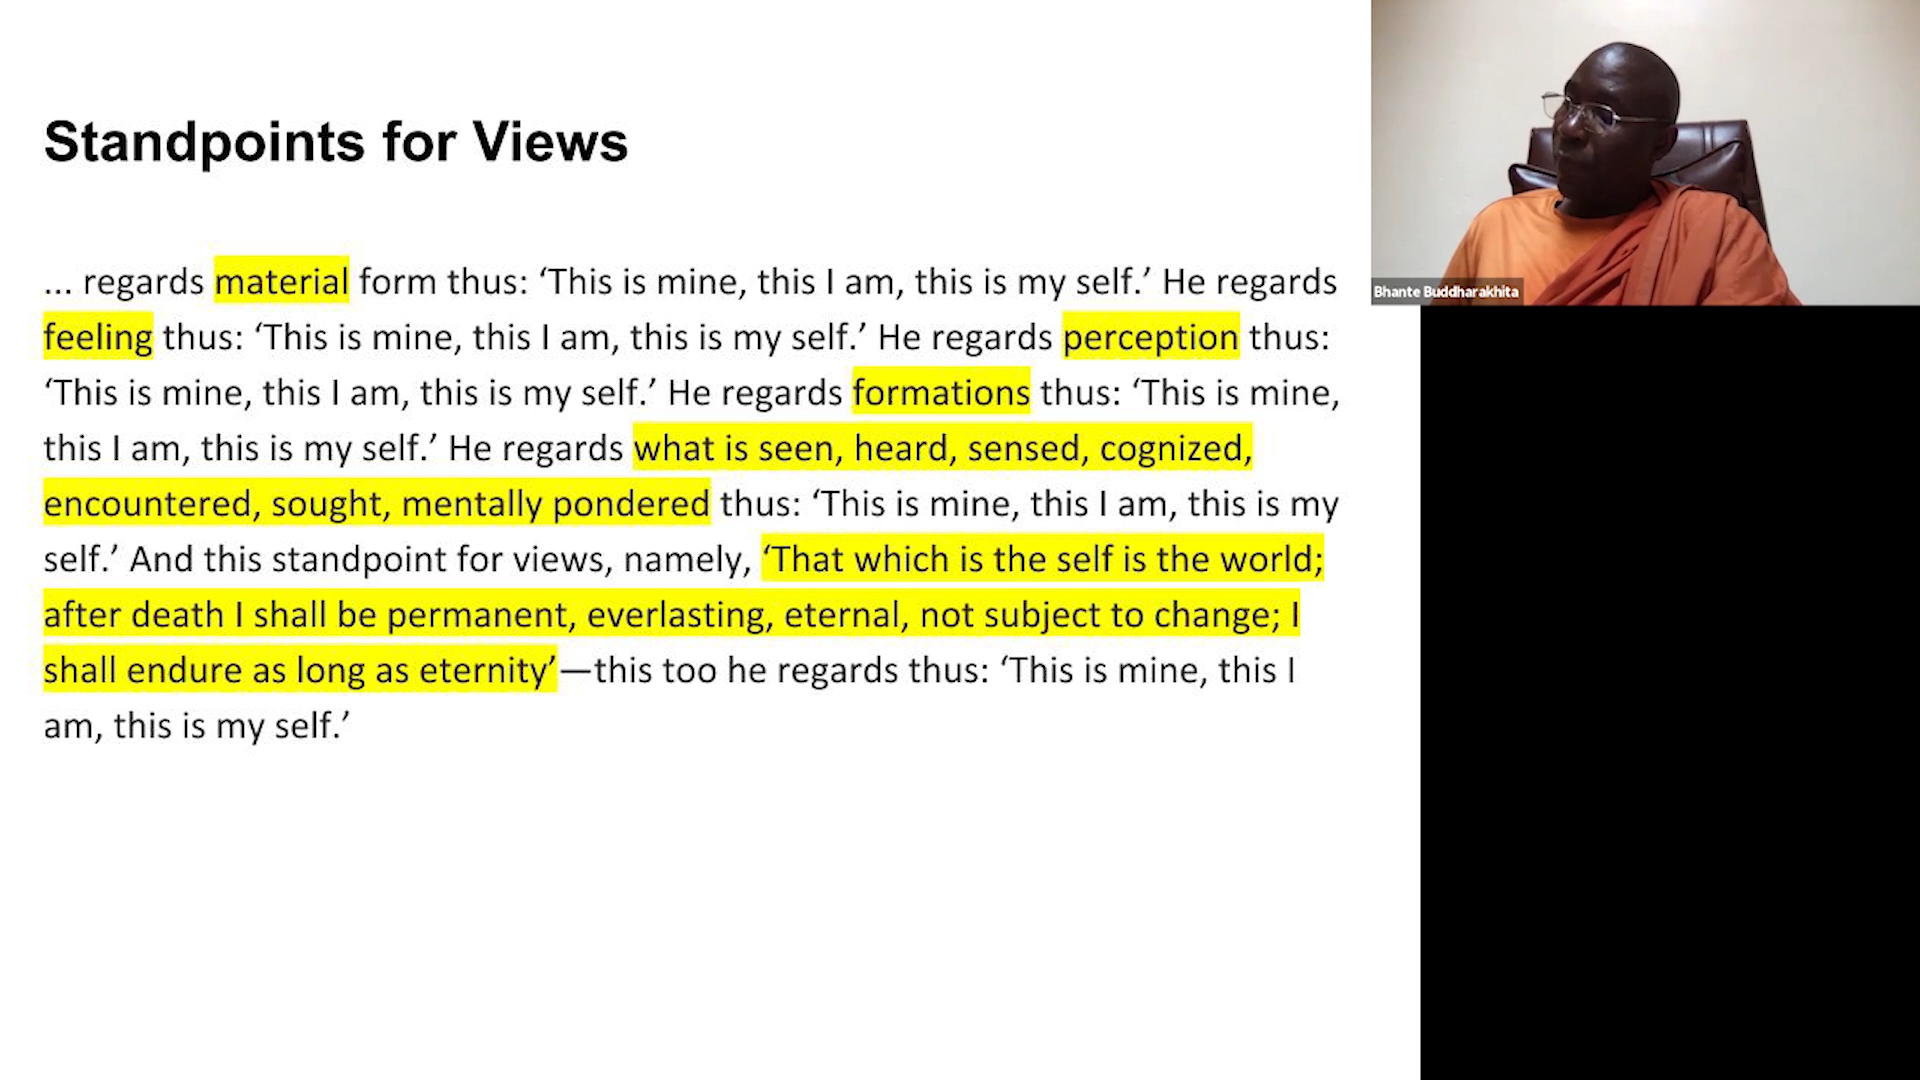 Standpoints for Views
... regards material form thus: ‘This is mine, this I am, this is my self.’ He regards
feeling thus: ‘This is mine, this I am, this is my self.’ He regards perception thus:
‘This is mine, this I am, this is my self.’ He regards formations thus: ‘This is mine,
this I am, this is my self.’ He regards what is seen, heard, sensed, cognized,
encountered, sought, mentally pondered thus: ‘This is mine, this I am, this is my
self.’ And this standpoint for views, namely, ‘That which is the self is the world;
after death I shall be permanent, everlasting, eternal, not subject to change; I
shall endure as long as eternity’—this too he regards thus: ‘This is mine, this I
am, this is my self.’
Bhante Buddharakhita